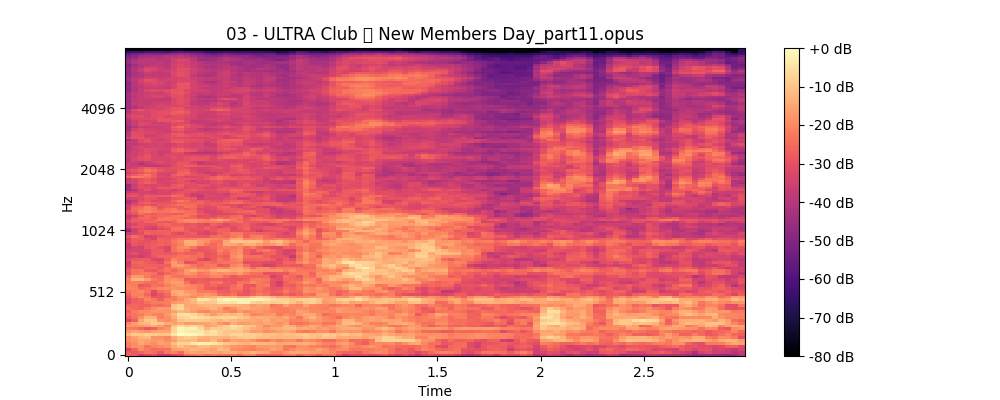 03 - ULTRA Club  New Members Day_part11.opus
+0 dB
4096
-10 dB
-20 dB
2048
-30 dB
Hz
-40 dB
1024
-50 dB
512
-60 dB
-70 dB
0
-80 dB
0
0.5
1
1.5
2
2.5
Time